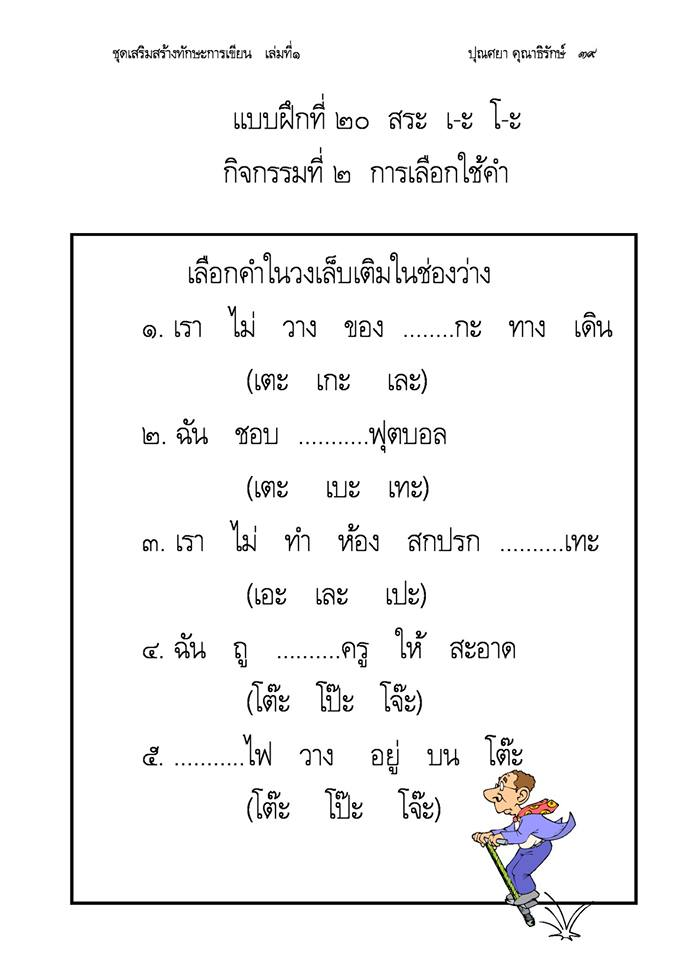 ชุดเสริมสร้างทักษะการเขียน เล่มที่๑ ปุณศยา คุณาธิรักษ์ ๓๙
แบบฝึกที่ ๒๐ สระ เ-ะ โ-ะ
กิจกรรมที่ ๒ การเลือกใช้คำ
เลือกคำในวงเล็บเติมในช่องว่าง
๑. เรา ไม่ วาง ของ ........กะ ทาง เดิน
(เตะ เกะ เละ)
๒. ฉัน ชอบ ...........ฟุตบอล
(เตะ เบะ เทะ)
๓. เรา ไม่ ทำ ห้อง สกปรก ..........เทะ
(เอะ เละ เปะ)
๔. ฉัน ถู ..........ครู ให้ สะอาด
(โต๊ะ โป๊ะ โจ๊ะ)
๕. ...........ไฟ วาง อยู่ บน โต๊ะ
(โต๊ะ โป๊ะ โจ๊ะ)